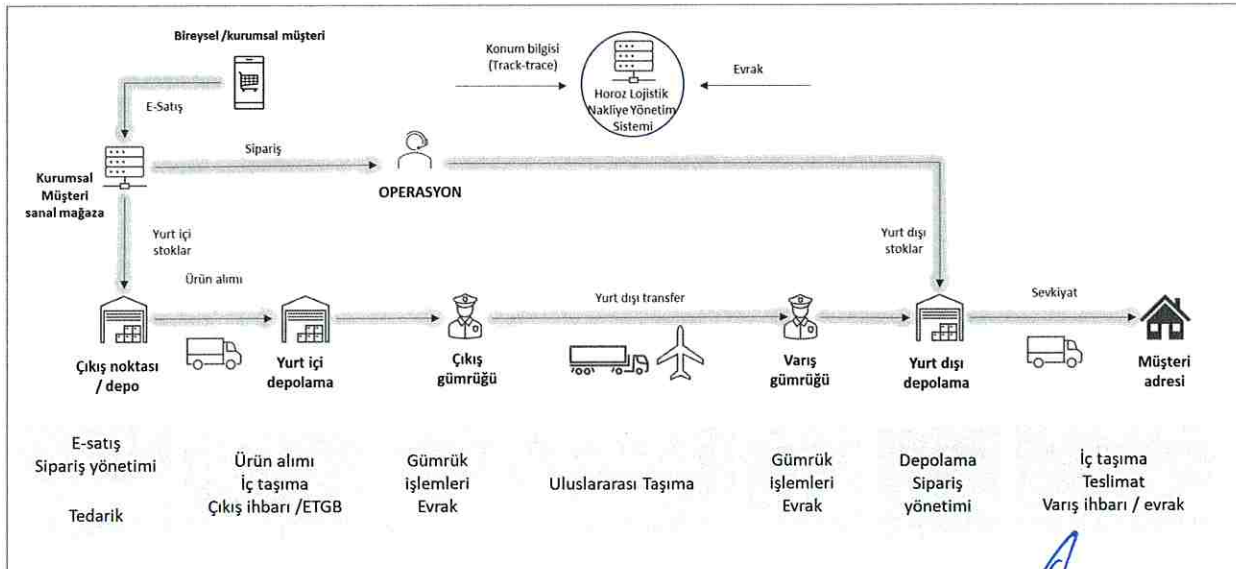 Bireysel /kurumsal müşteri
Konum bilgisi
(Track-trace)
Evrak
Horoz Lojistik
Nakliye Yönetim
Sistemi
E-Satış
Sipariş
OPERASYON
Kurumsal
Müşteri
sanal mağaza
Yurt içi
stoklar
Yurt dışı
stoklar
Ürün alımı
Yurt dışı transfer
Sevkiyat
Çıkış noktası
/ depo
Yurt içi
depolama
Çıkış
gümrüğü
Varış
gümrüğü
Yurt dışı
depolama
Müşteri
adresi
E-satış
Sipariş yönetimi
Tedarik
Ürün alımı
İç taşıma
Çıkış ihbarı /ETGB
Gümrük
işlemleri
Evrak
Uluslararası Taşıma
Gümrük
işlemleri
Evrak
Depolama
Sipariş
yönetimi
İç taşıma
Teslimat
Varış ihbarı / evrak